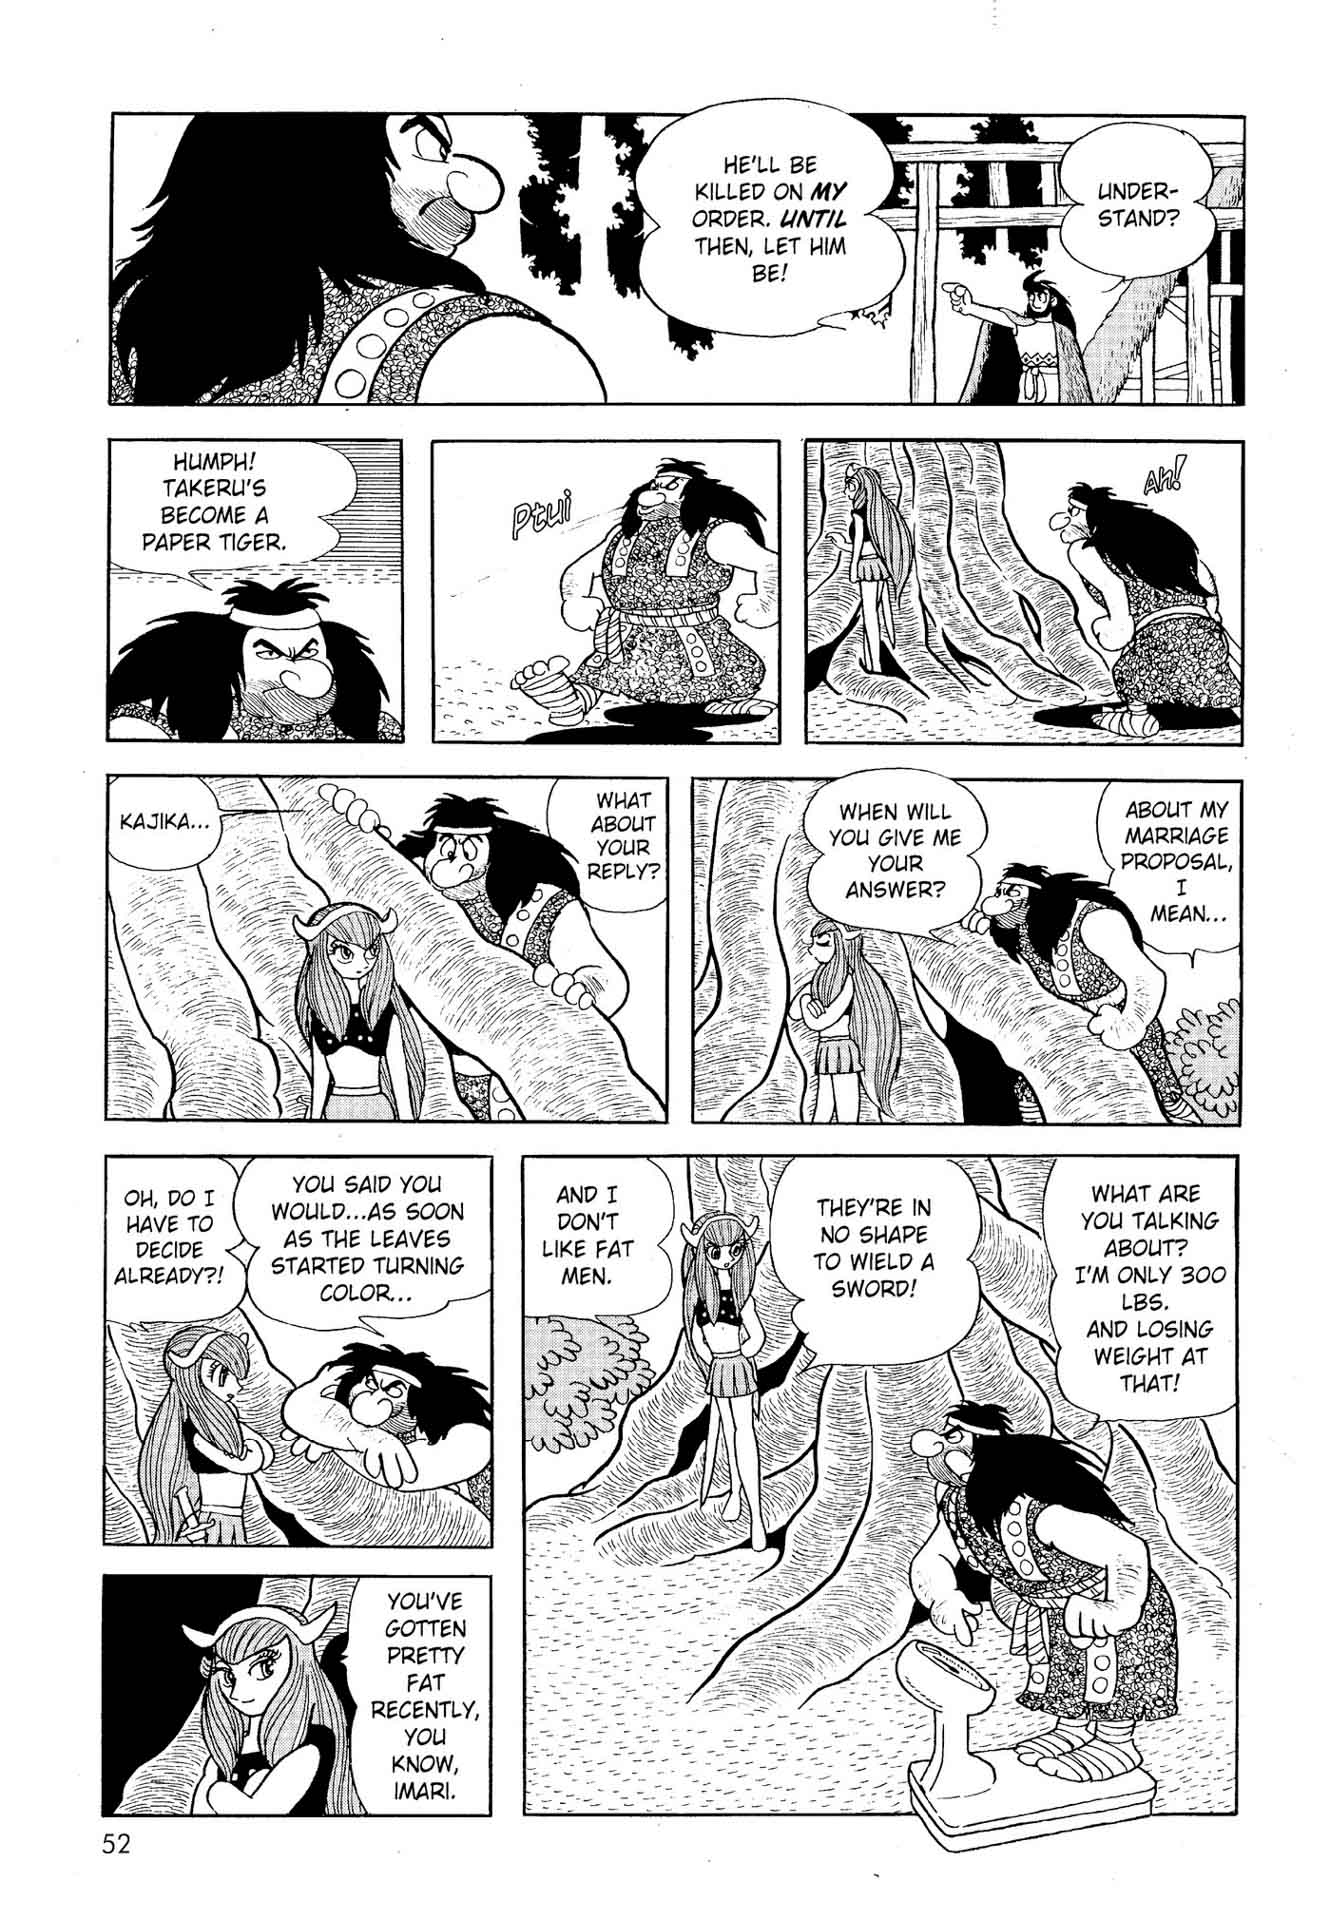 HE'LL BE
KILLED ON MY
ORDER. UNTIL
THEN, LET HIM
BE!
UNDER-
STAND?
HUMPH!
TAKERU'S
BECOME A
PAPER TIGER.
Ptui
Ah!
KAJIKA...
WHAT
ABOUT
YOUR
REPLY?
WHEN WILL
YOU GIVE ME
YOUR
ANSWER?
ABOUT MY
MARRIAGE
PROPOSAL,
I
MEAN...
OH, DO I
HAVE TO
DECIDE
ALREADY?!
YOU SAID YOU
WOULD...AS SOON
AS THE LEAVES
STARTED TURNING
COLOR...
YOU'VE
GOTTEN
PRETTY
FAT
RECENTLY,
YOU
KNOW,
IMARI.
AND I
DON'T
LIKE FAT
MEN.
THEY'RE IN
NO SHAPE
TO WIELD A
SWORD!
WHAT ARE
YOU TALKING
ABOUT?
I'M ONLY 300
LBS.
AND LOSING
WEIGHT AT
THAT!
52